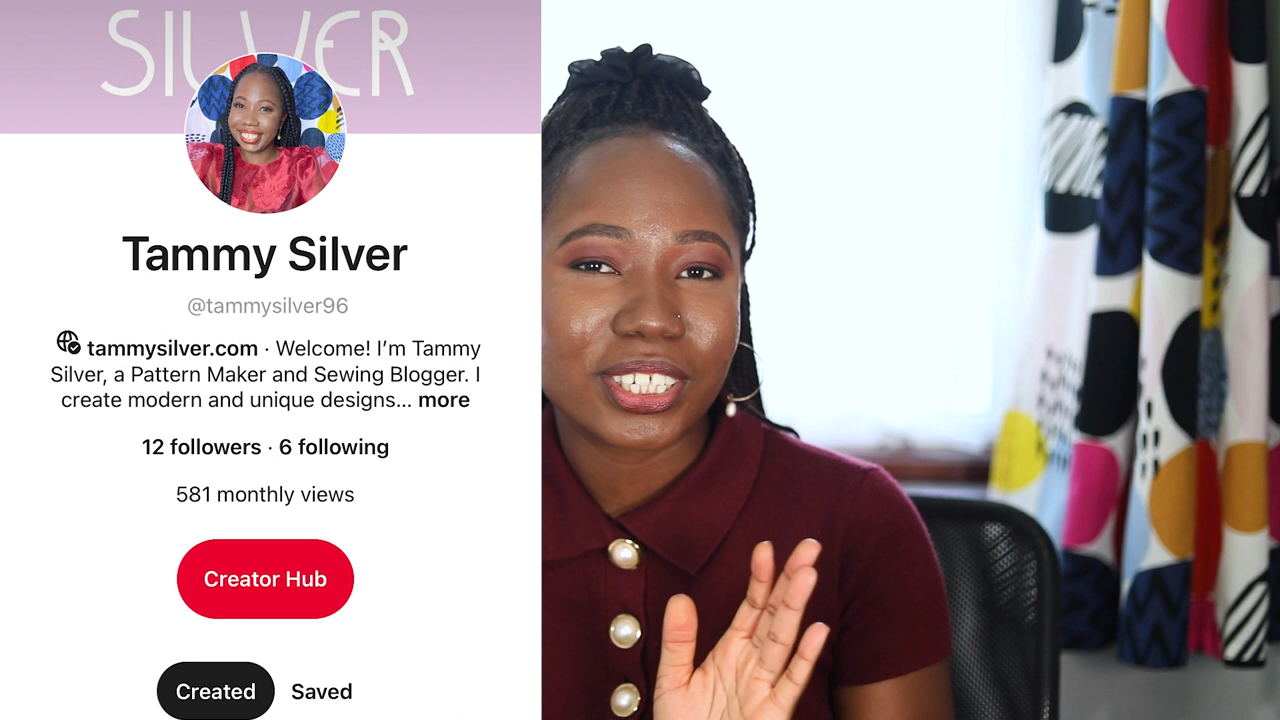 SILVER
Tammy Silver
@tammysilver96
tammysilver.com · Welcome! I'm Tammy
Silver, a Pattern Maker and Sewing Blogger. I
create modern and unique designs... more
12 followers · 6 following
581 monthly views
Creator Hub
Created Saved